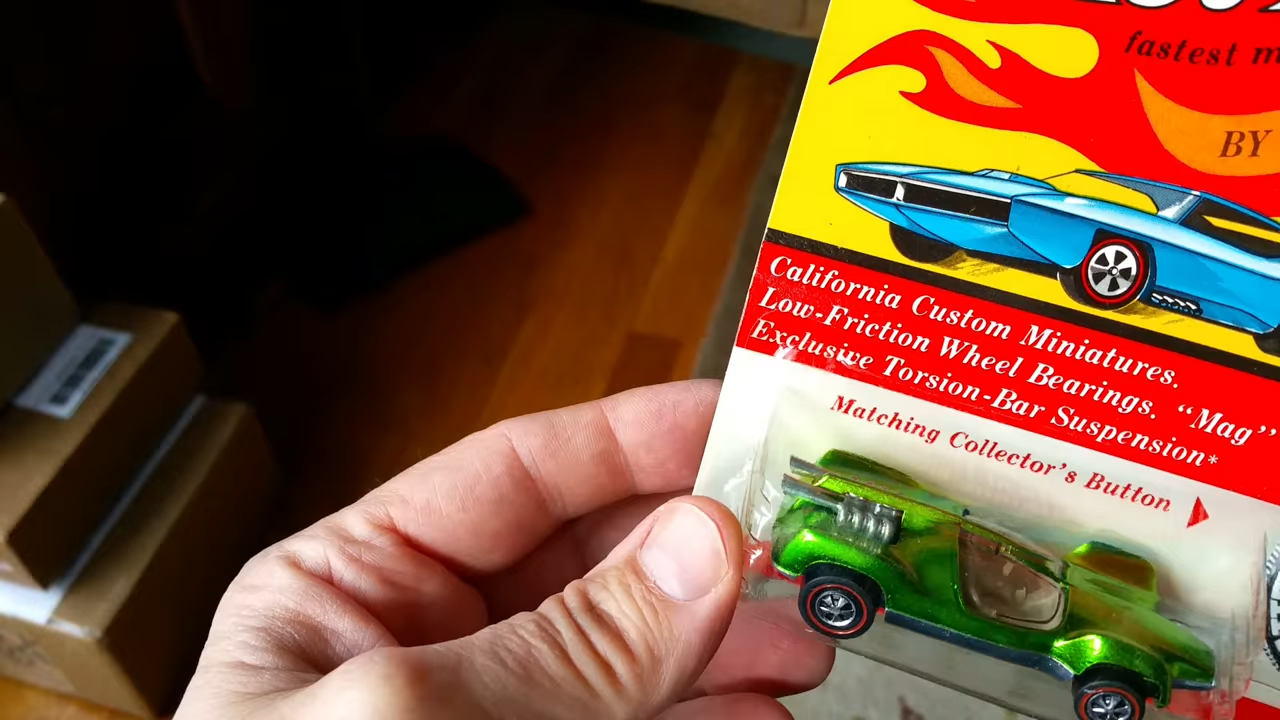 fastest
BY
California Custom Miniatures.
Low-Friction Wheel Bearings. “Mag”
Exclusive Torsion-Bar Suspension*
Matching Collector's Button